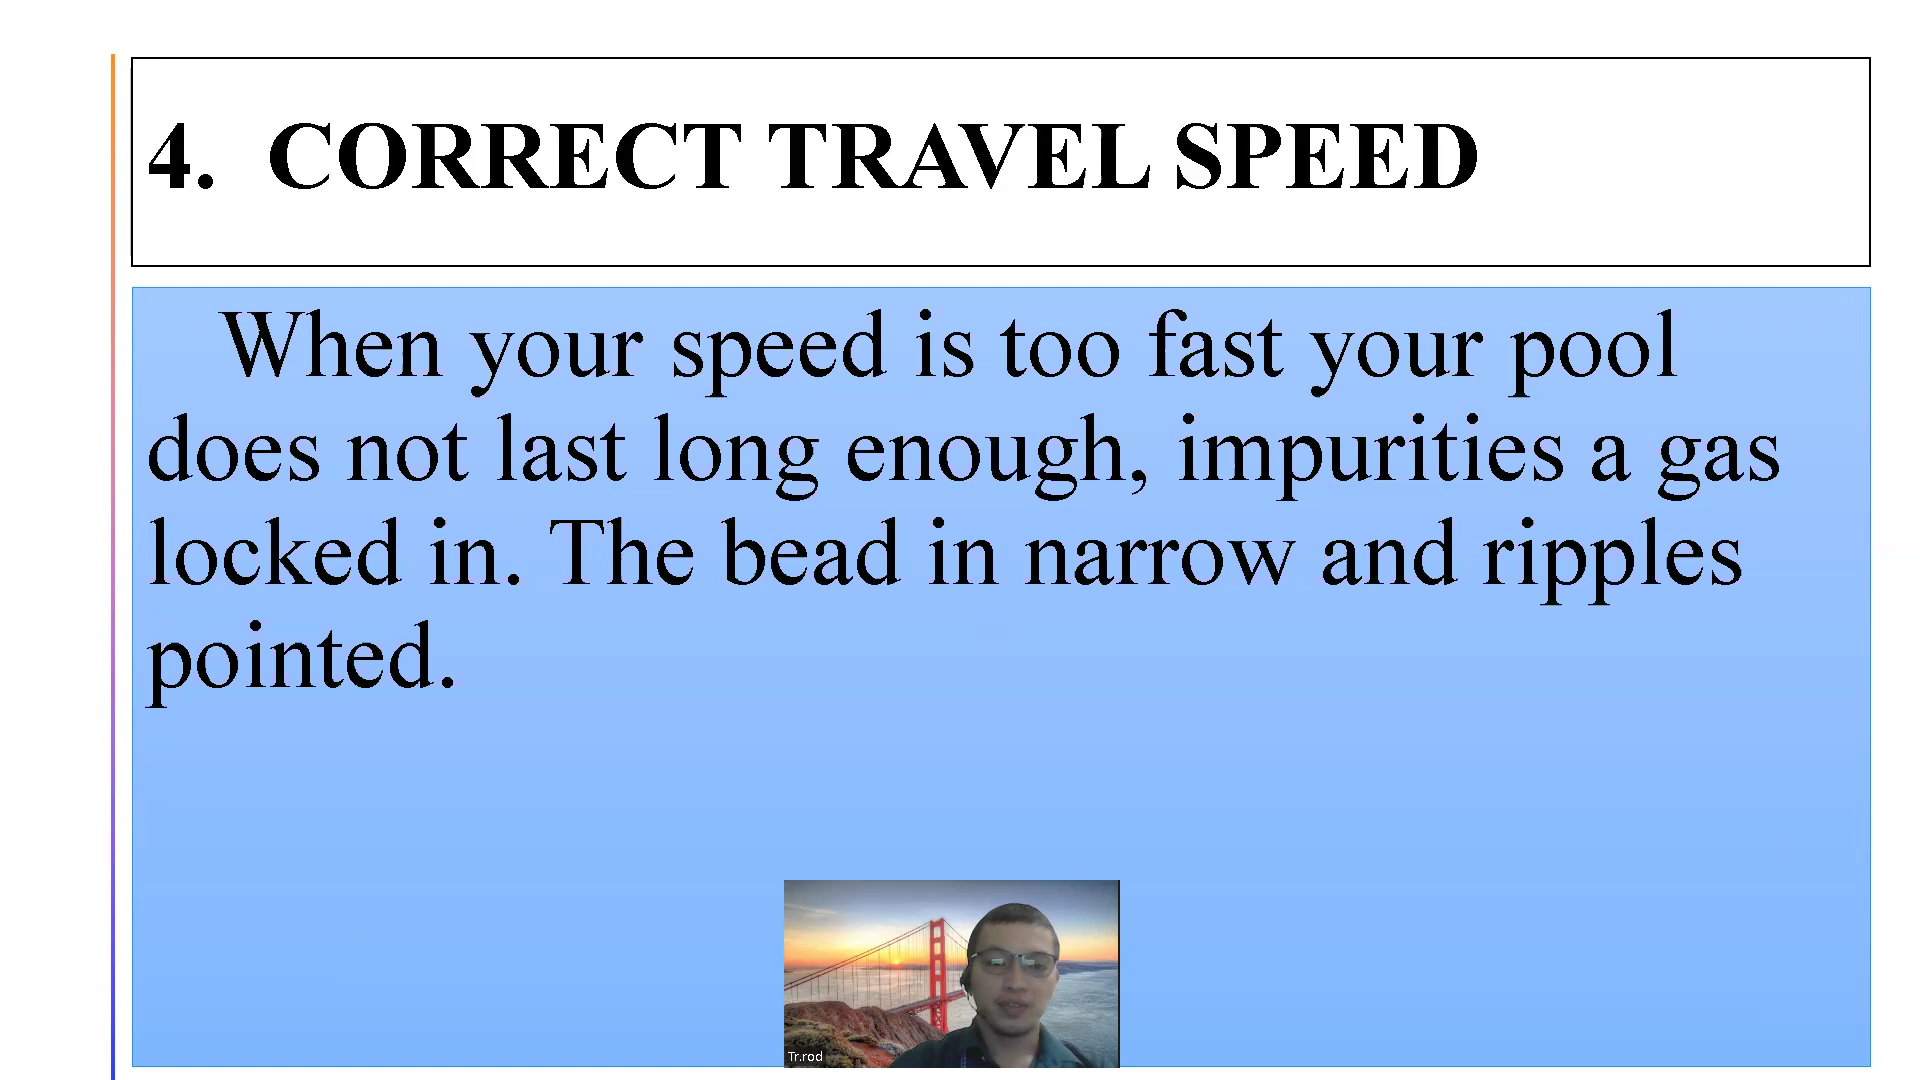 4. CORRECT TRAVEL SPEED
When your speed is too fast your pool
does not last long enough, impurities a gas
locked in. The bead in narrow and ripples
pointed.
Tr.rod